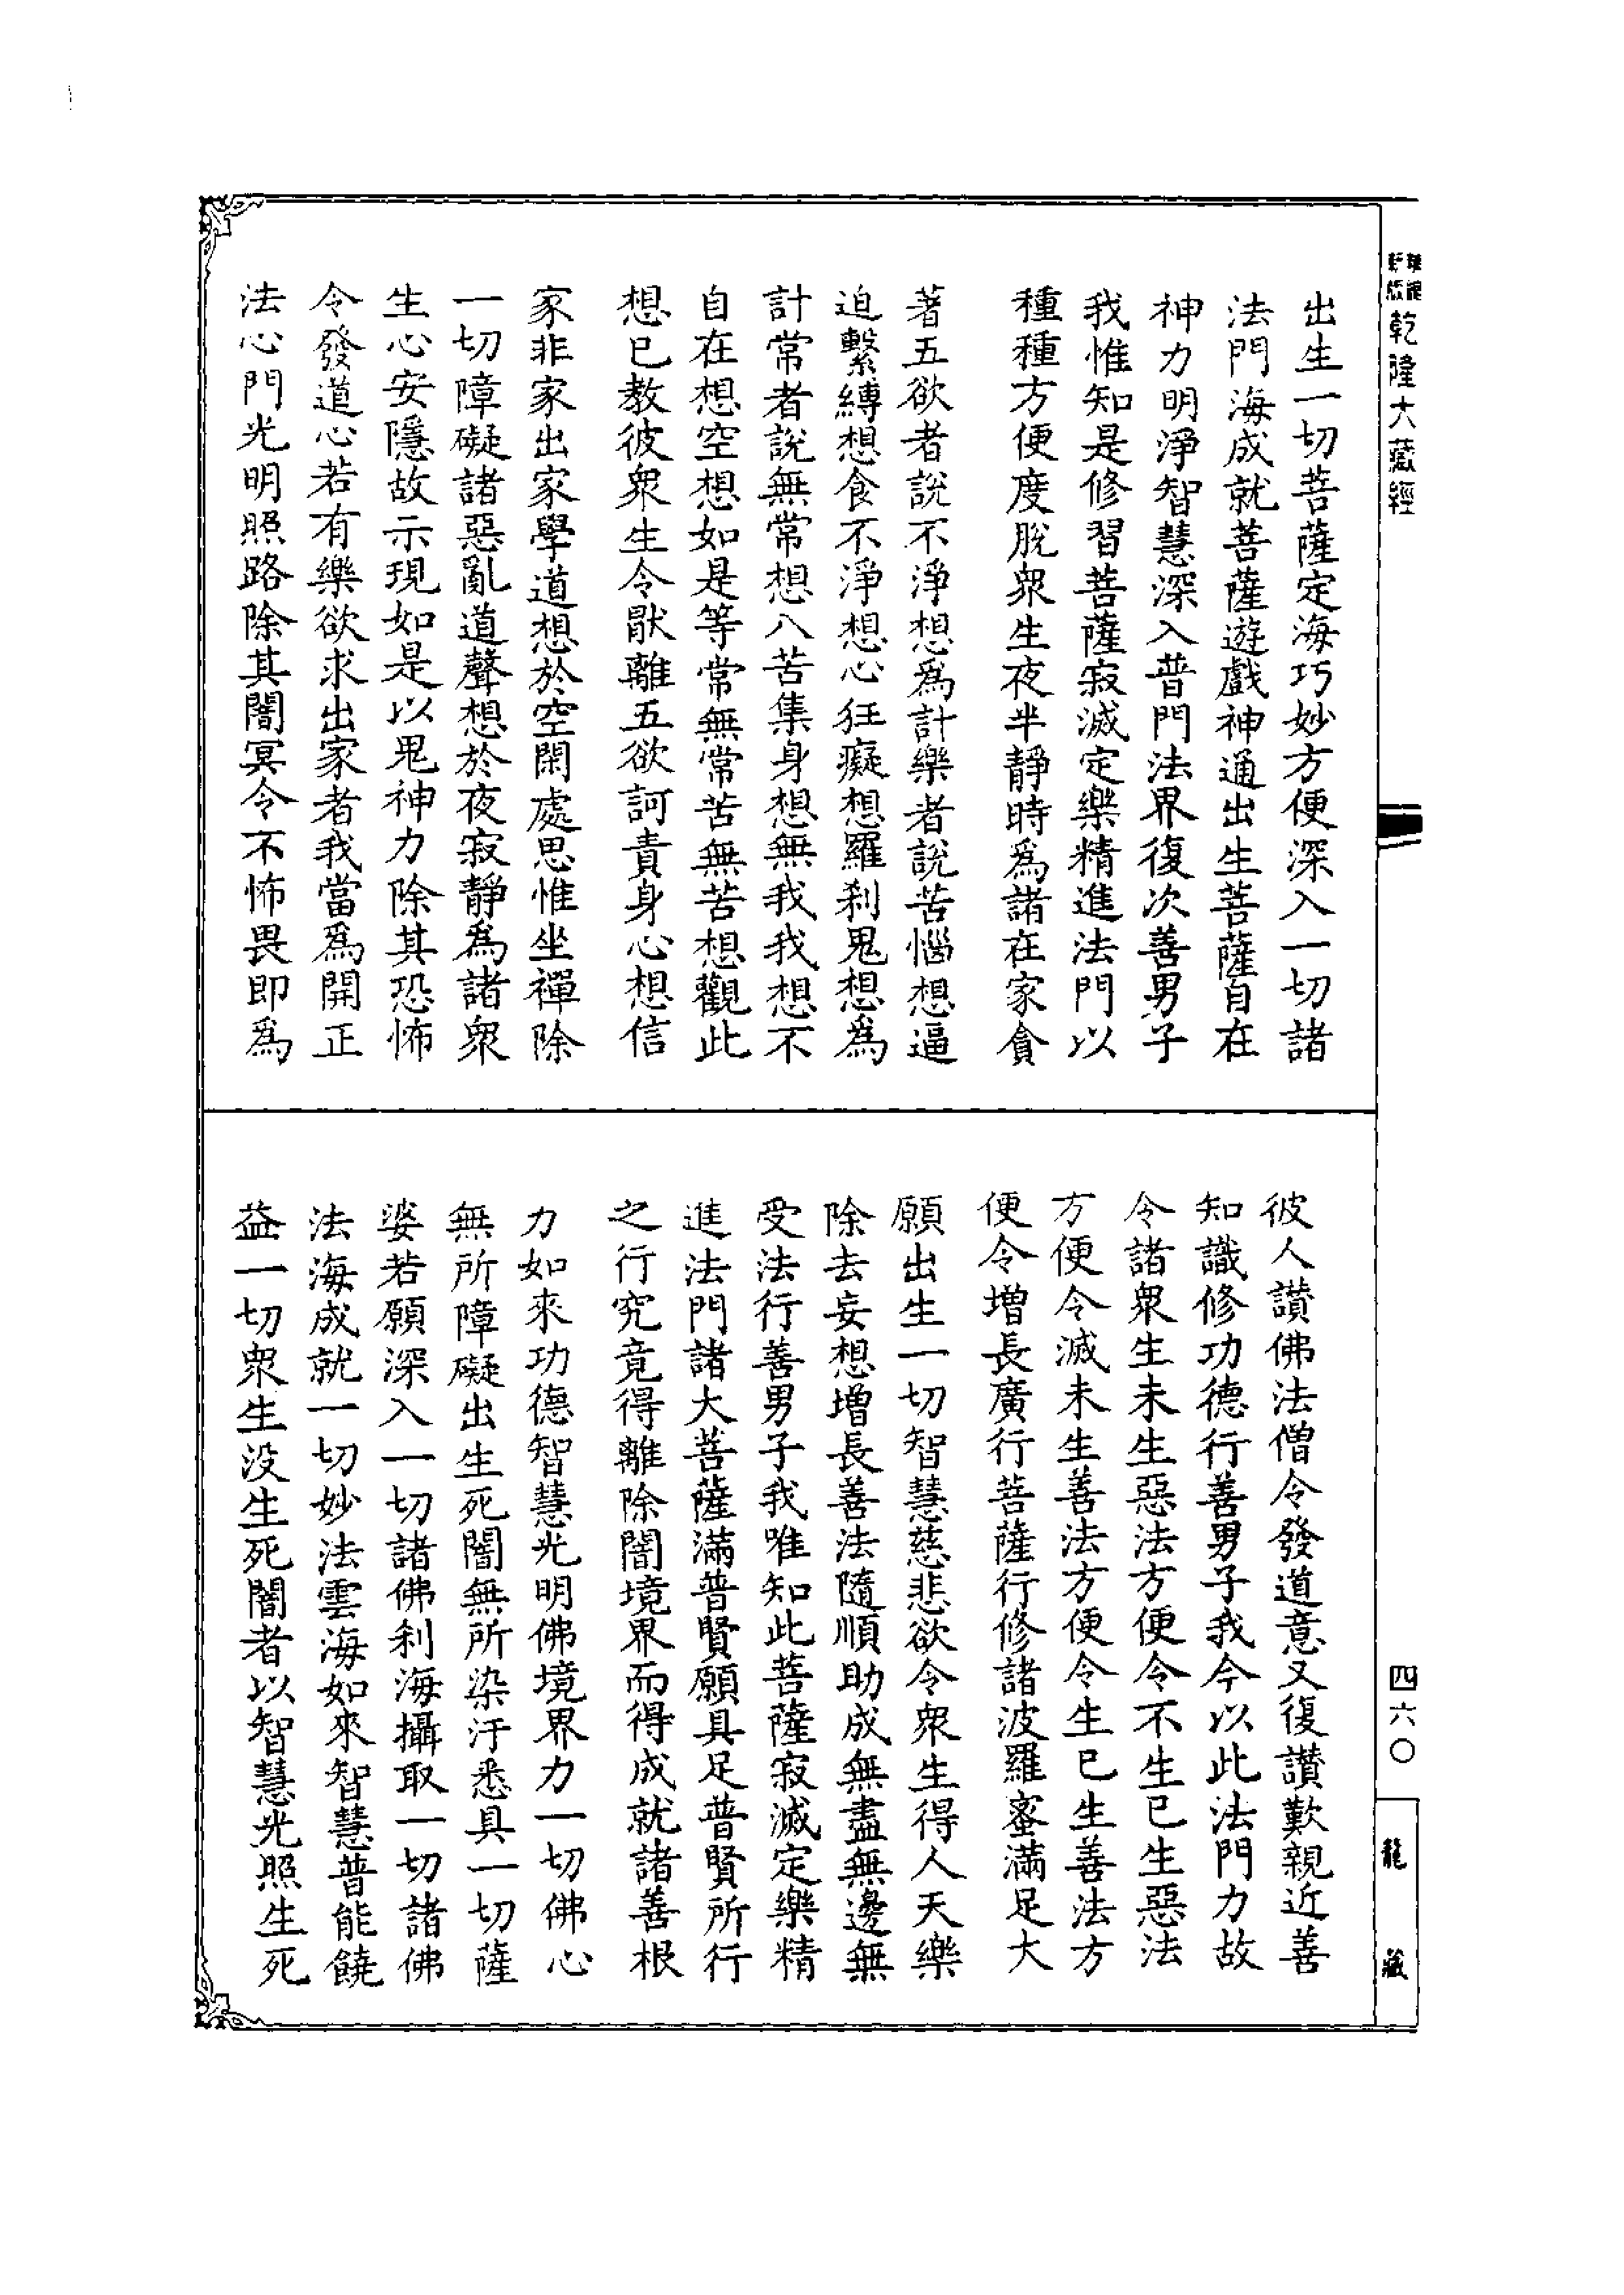 乾隆大藏經
出生一切菩薩定海巧妙方便深入一切諸
法門海成就菩薩遊戲神通出生菩薩自在
神力明淨智慧深入普門法界復次善男子
我惟知是修習菩薩寂滅定樂精進法門以
種種方便度脫衆生夜半靜時爲諸在家貪
著五欲者說不淨想爲計樂者說苦惱想逼
迫繫縛想食不淨想心狂癡想羅刹鬼想爲
計常者說無常想八苦集身想無我我想不
自在想空想如是等常無常苦無苦想觀此
想已教彼衆生令猒離五欲訶責身心想信
家非家出家學道想於空閑處思惟坐禪除
一切障礙諸惡亂道聲想於夜寂靜爲諸衆
生心安隱故示現如是以鬼神力除其恐怖
令發道心若有樂欲求出家者我當爲開正
法心門光明照路除其闇冥令不怖畏即爲
彼人讚佛法僧令發道意又復讚歎親近善
知識修功德行善男子我今以此法門力故
令諸衆生未生惡法方便令不生已生惡法
方便令滅未生善法方便令生已生善法方
便令增長廣行菩薩行修諸波羅蜜滿足大
願出生一切智慧慈悲欲令衆生得人天樂
除去妄想增長善法隨順助成無盡無邊無
受法行善男子我唯知此菩薩寂滅定樂精
進法門諸大菩薩滿普賢願具足普賢所行
之行究竟得離除闇境界而得成就諸善根
力如來功德智慧光明佛境界力一切佛心
無所障礙出生死闇無所染汙悉具一切薩
婆若願深入一切諸佛利海攝取一切諸佛
法海成就一切妙法雲海如來智慧普能饒
益一切衆生没生死闇者以智慧光照生死
四六〇
龍藏